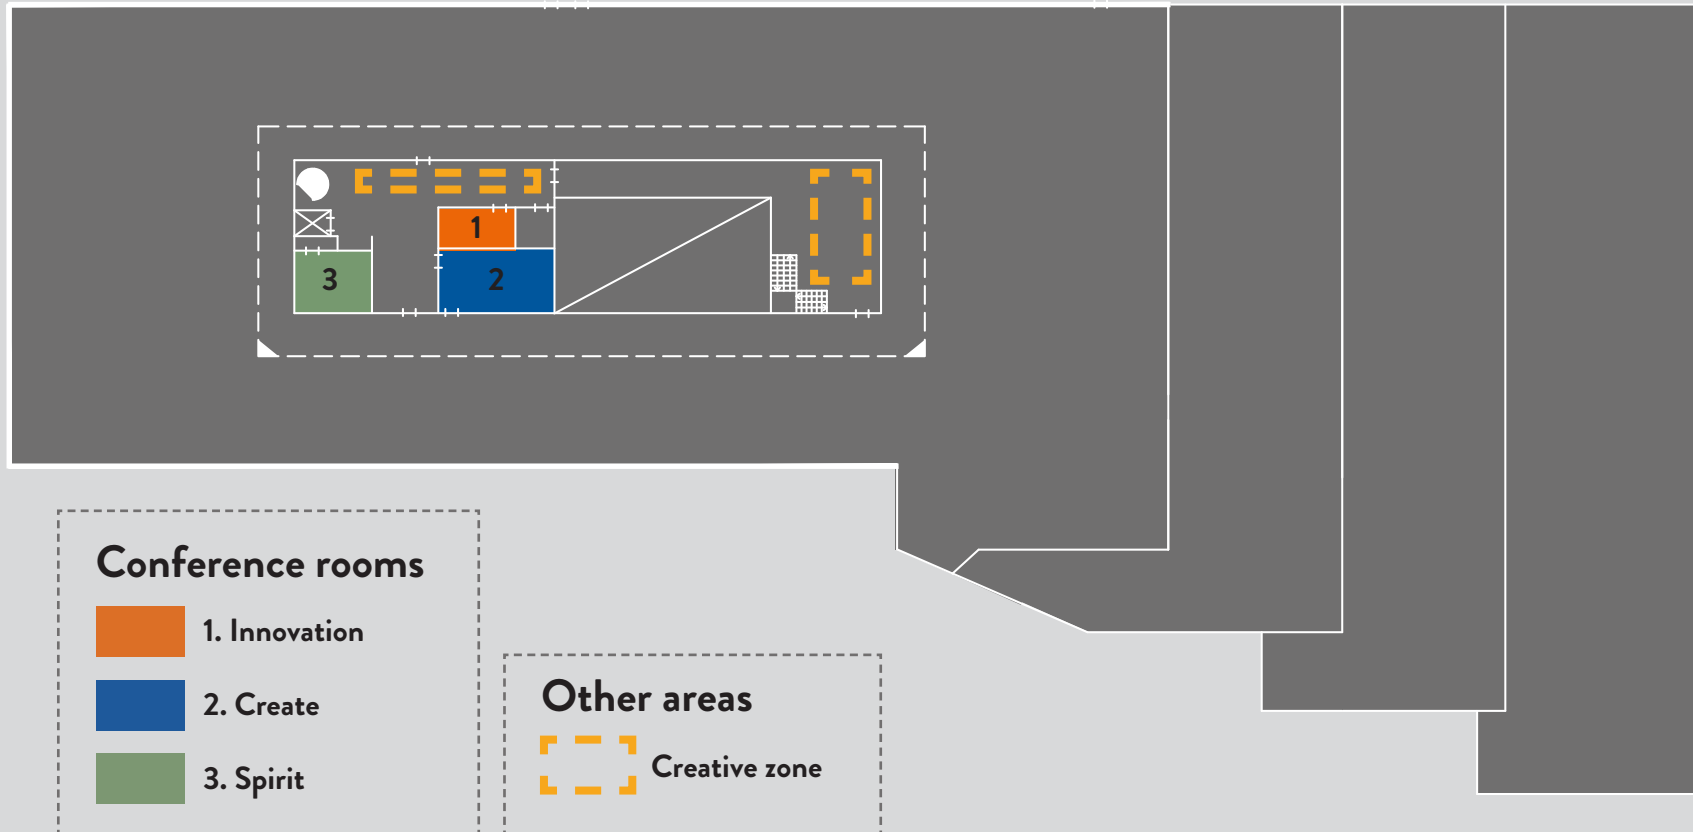 1
2
3
Conference rooms
1. Innovation
2. Create
3. Spirit
Other areas
Creative zone